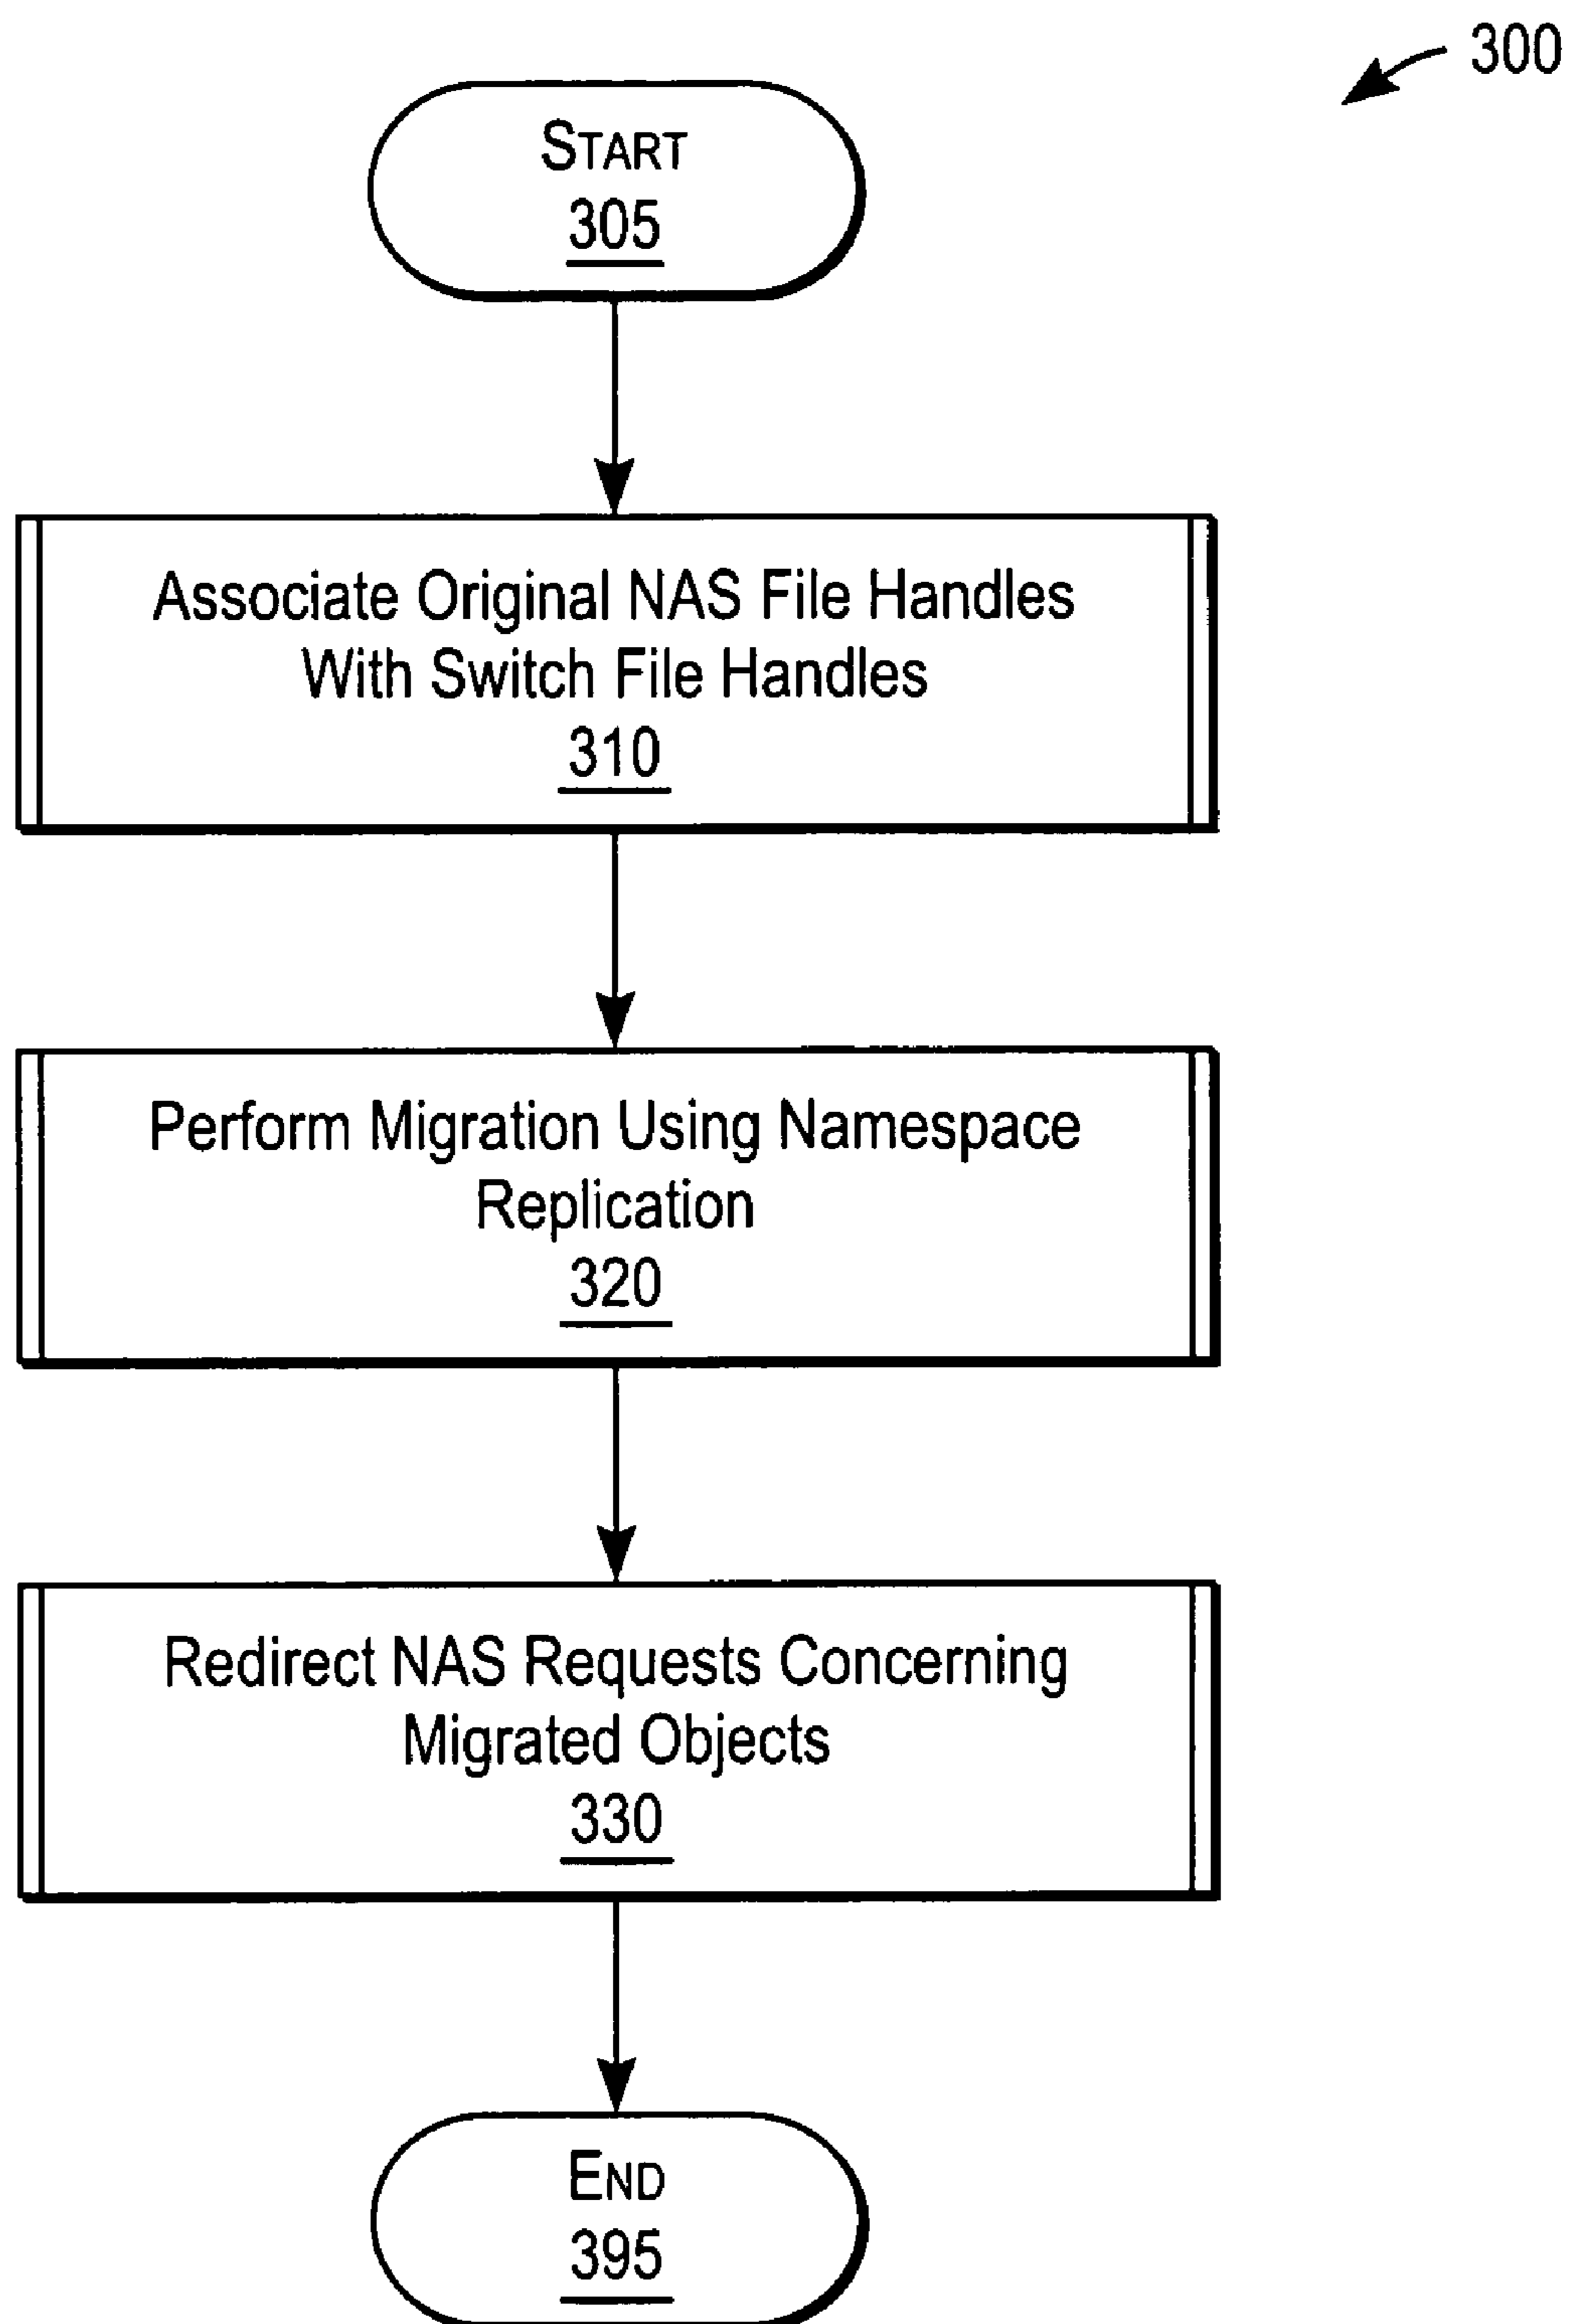 300
START
305
Associate Original NAS File Handles
With Switch File Handles
310
Perform Migration Using Namespace
Replication
320
Redirect NAS Requests Concerning
Migrated Objects
330
END
395